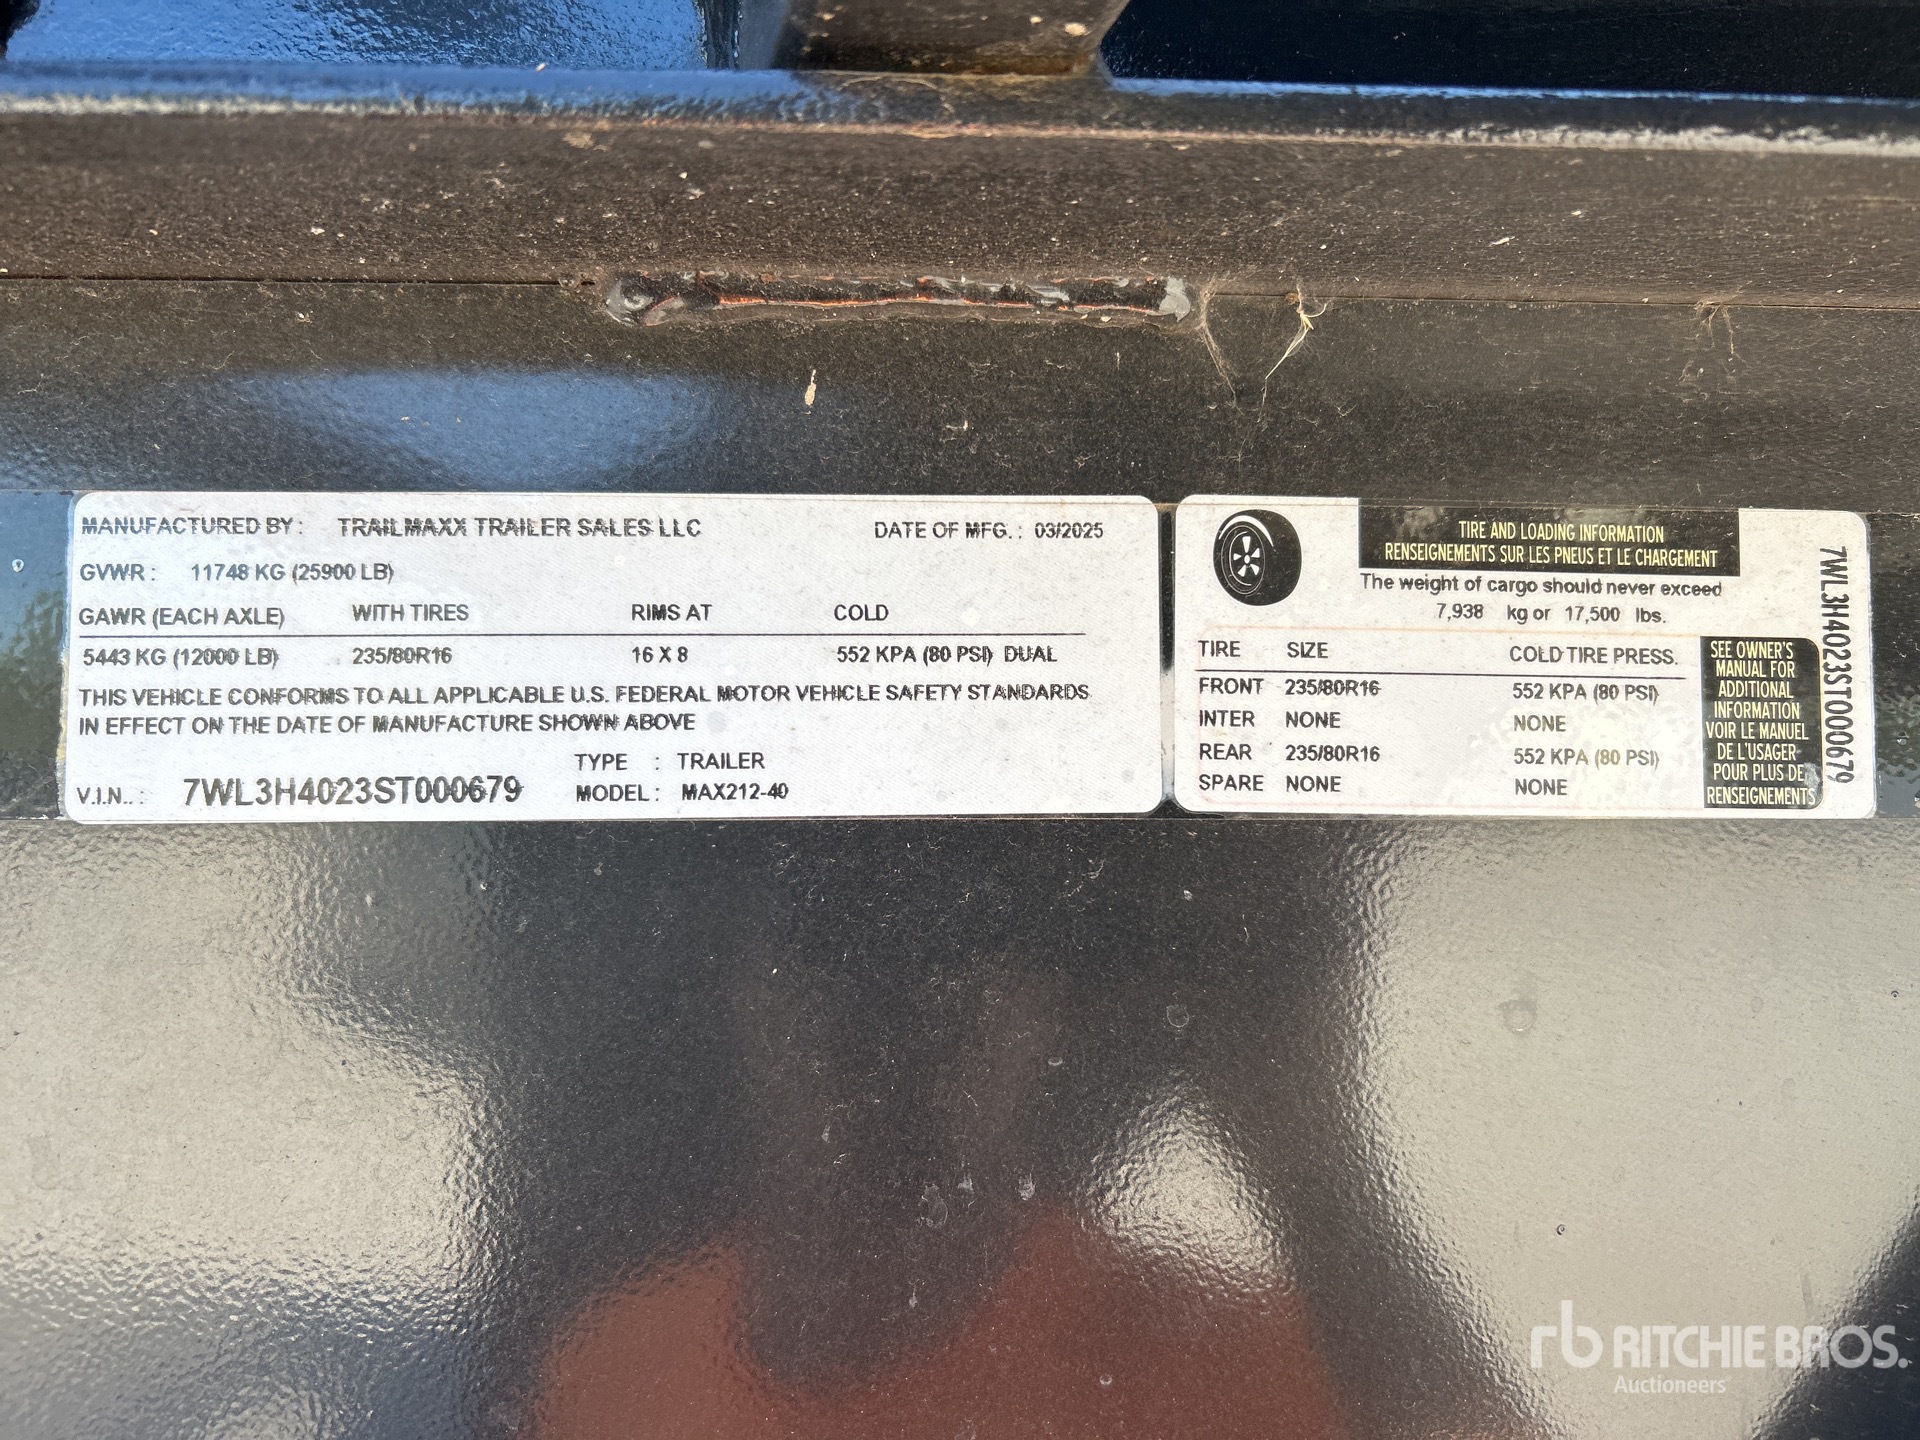 MANUFACTURED BY: TRAILMAXX TRAILER SALES LLC DATE OF MFG.: 03/2025
GVWR: 11748 KG (25900 LB)
GAWR (EACH AXLE) WITH TIRES RIMS AT COLD
5443 KG (12000 LB) 235/80R16 16 X 8 552 KPA (80 PSI) DUAL
THIS VEHICLE CONFORMS TO ALL APPLICABLE U.S. FEDERAL MOTOR VEHICLE SAFETY STANDARDS
IN EFFECT ON THE DATE OF MANUFACTURE SHOWN ABOVE
TYPE : TRAILER
V.I.N..: 7WL3H4023ST000679 MODEL: MAX212-40
TIRE AND LOADING INFORMATION
RENSEIGNEMENTS SUR LES PNEUS ET LE CHARGEMENT
The weight of cargo should never exceed
7,938 kg or 17,500 lbs.
TIRE SIZE COLD TIRE PRESS.
FRONT 235/80R16 552 KPA (80 PSI)
INTER NONE NONE
REAR 235/80R16 552 KPA (80 PSI)
SPARE NONE NONE
SEE OWNER'S
MANUAL FOR
ADDITIONAL
INFORMATION
VOIR LE MANUEL
DE L'USAGER
POUR PLUS DE
RENSEIGNEMENTS
7WL3H4023ST000679
rb RITCHIE BROS.
Auctioneers